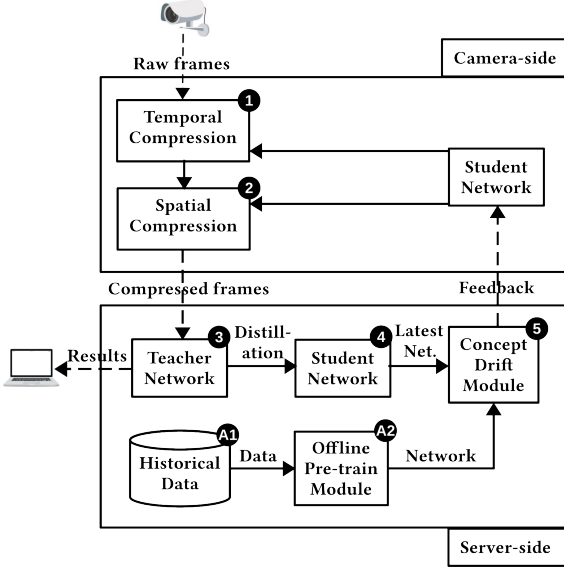 Raw frames
Camera-side
1
Temporal
Compression
Student
Network
2
Spatial
Compression
Compressed frames
Feedback
3
Distill-
ation
4
Latest
Net.
5
Results
Teacher
Network
Student
Network
Concept
Drift
Module
A1
A2
Historical
Data
Data
Offline
Pre-train
Module
Network
Server-side